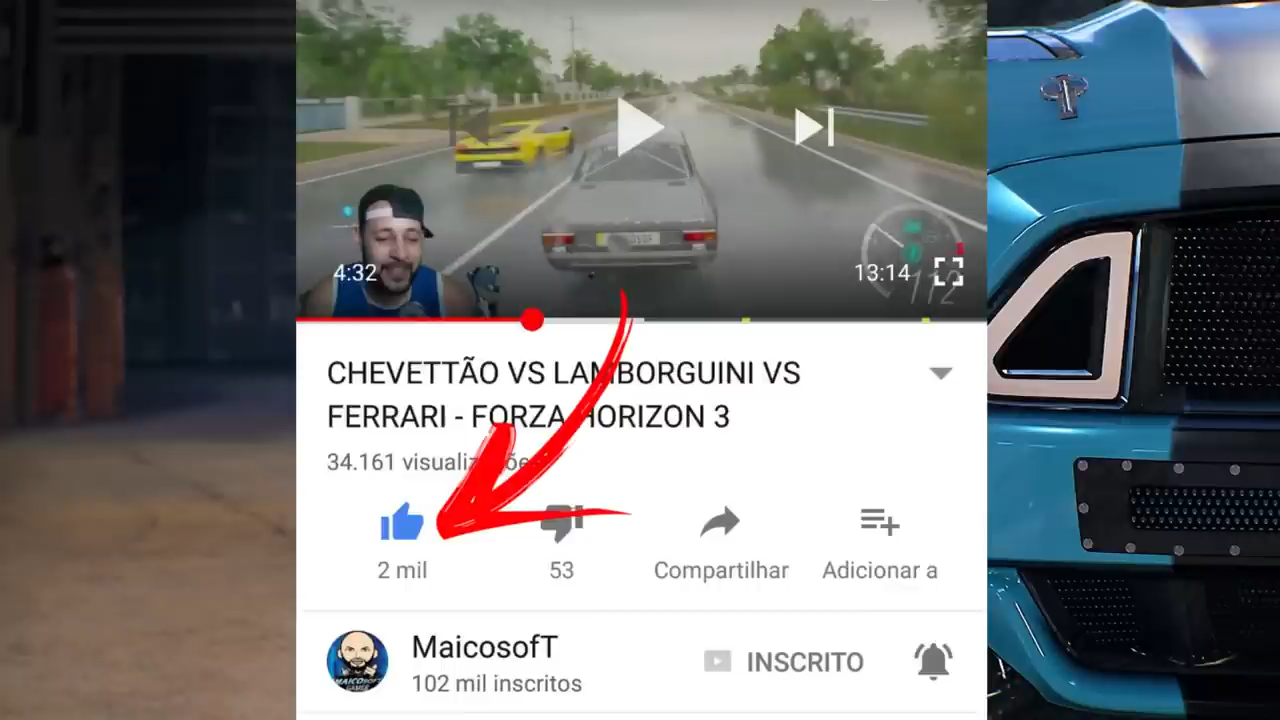 4:32
13:14
112
CHEVETTÃO VS LAMBORGUINI VS
FERRARI - FORZA HORIZON 3
34.161 visualizações
2 mil
53
Compartilhar
Adicionar a
MaicosofT
102 mil inscritos
INSCRITO